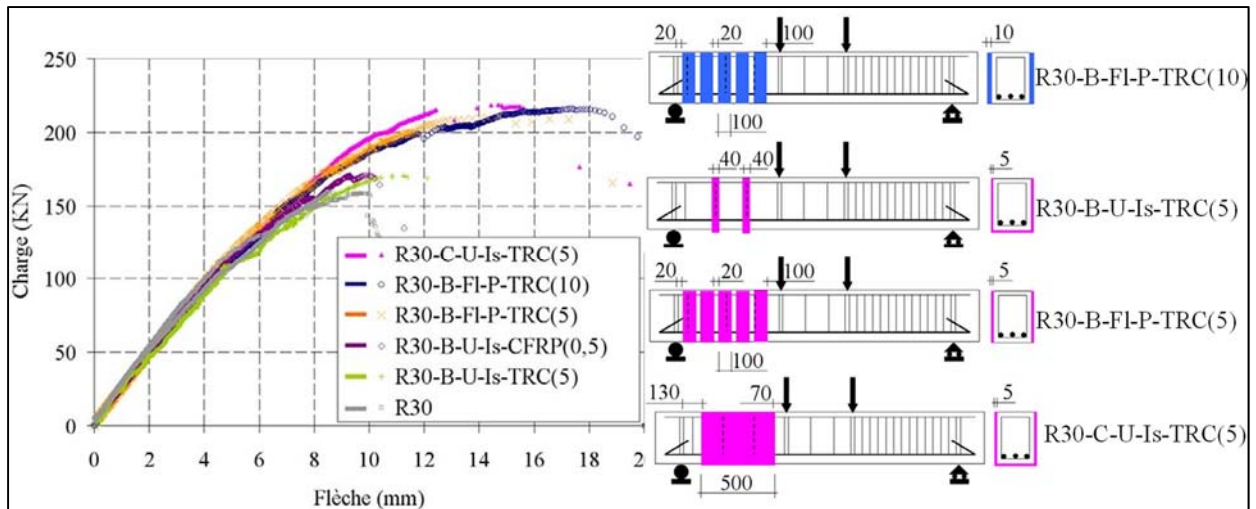 250
200
150
100
50
0
Charge (KN)
0 2 4 6 8 10 12 14 16 18 2
Flèche (mm)
R30-C-U-Is-TRC(5)
R30-B-Fl-P-TRC(10)
R30-B-Fl-P-TRC(5)
R30-B-U-Is-CFRP(0,5)
R30-B-U-Is-TRC(5)
R30
20 20 100 10
R30-B-Fl-P-TRC(10)
100
40 40 5
R30-B-U-Is-TRC(5)
20 20 100 5
R30-B-Fl-P-TRC(5)
100
130 70 5
R30-C-U-Is-TRC(5)
500